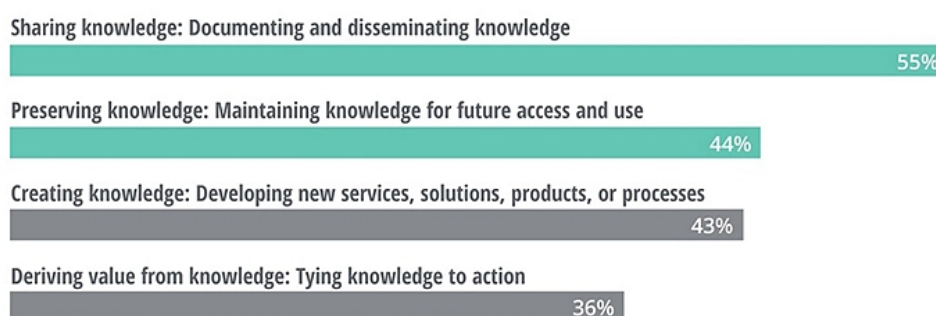 Sharing knowledge: Documenting and disseminating knowledge
55%
Preserving knowledge: Maintaining knowledge for future access and use
44%
Creating knowledge: Developing new services, solutions, products, or processes
43%
Deriving value from knowledge: Tying knowledge to action
36%